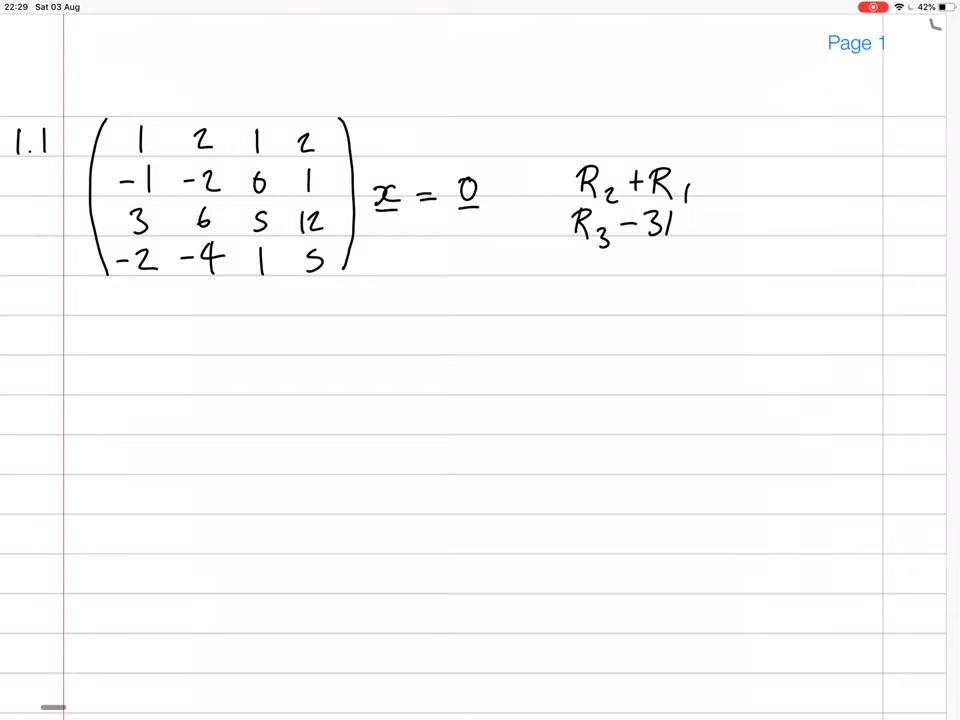 22:29 Sat 03 Aug 42%
Page 1
1.1 ( 1 2 1 2
-1 -2 0 1
3 6 5 12
-2 -4 1 5 ) x = 0
R2 + R1
R3 - 31